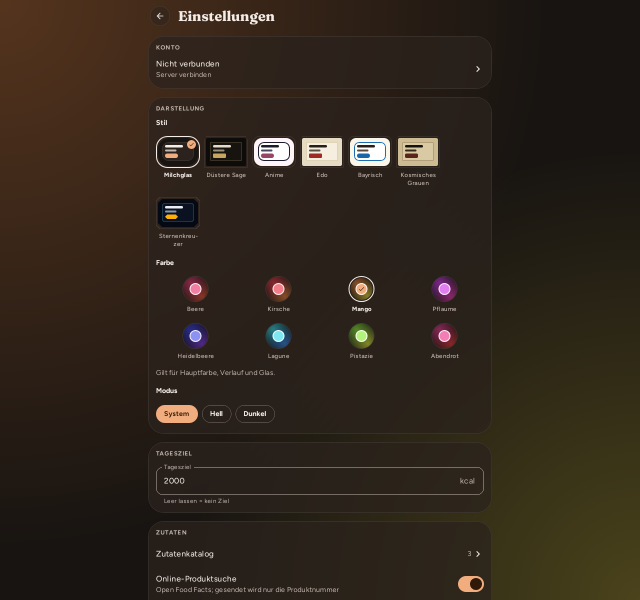 Einstellungen
KONTO
Nicht verbunden
Server verbinden
DARSTELLUNG
Stil
Milchglas
Düstere Sage
Anime
Edo
Bayrisch
Kosmisches
Grauen
Sternenkreu-
zer
Farbe
Beere
Kirsche
Mango
Pflaume
Heidelbeere
Laguna
Pistazie
Abendrot
Gilt für Hauptfarbe, Verlauf und Glas.
Modus
System
Hell
Dunkel
TAGESZIEL
Tagesziel
2000 kcal
Leer lassen = kein Ziel
ZUTATEN
Zutatenkatalog 3
Online-Produktsuche
Open Food Facts; gesendet wird nur die Produktnummer